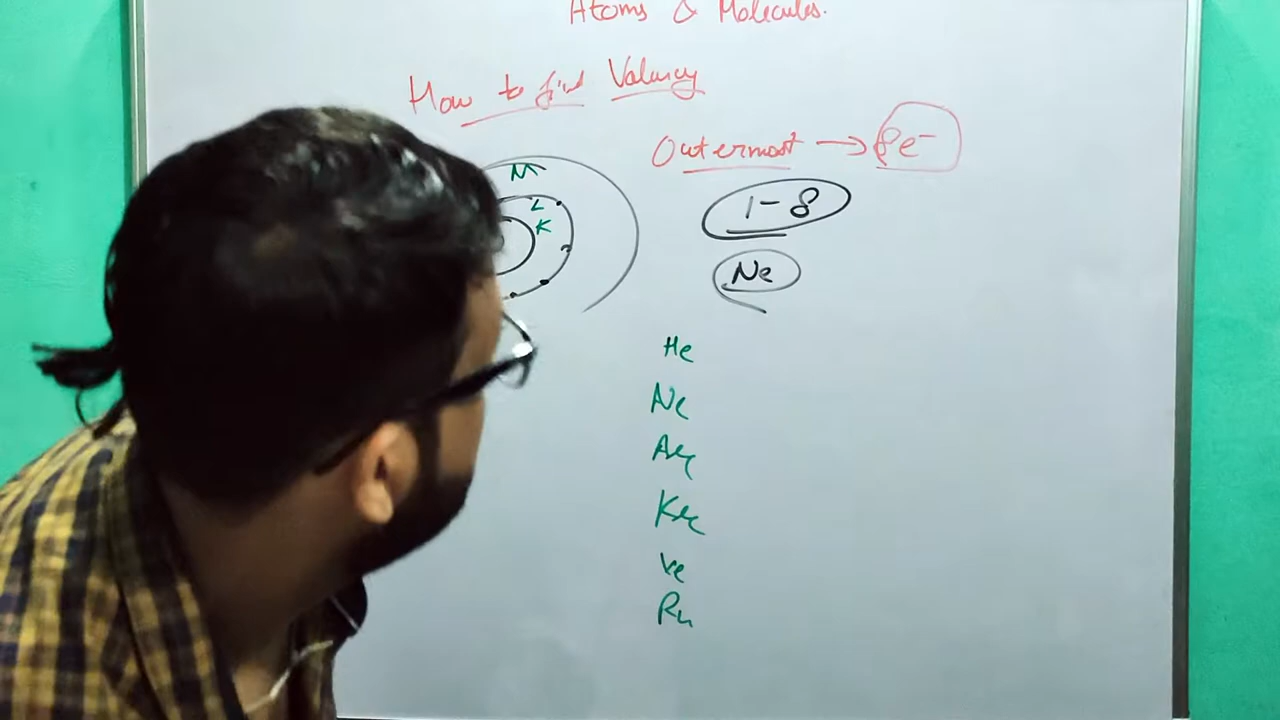 Atoms & Molecules.
How to find Valency
Outermost → 8e⁻
M
L
K
1-8
Ne
He
Ne
Ar
Kr
Xe
Rn